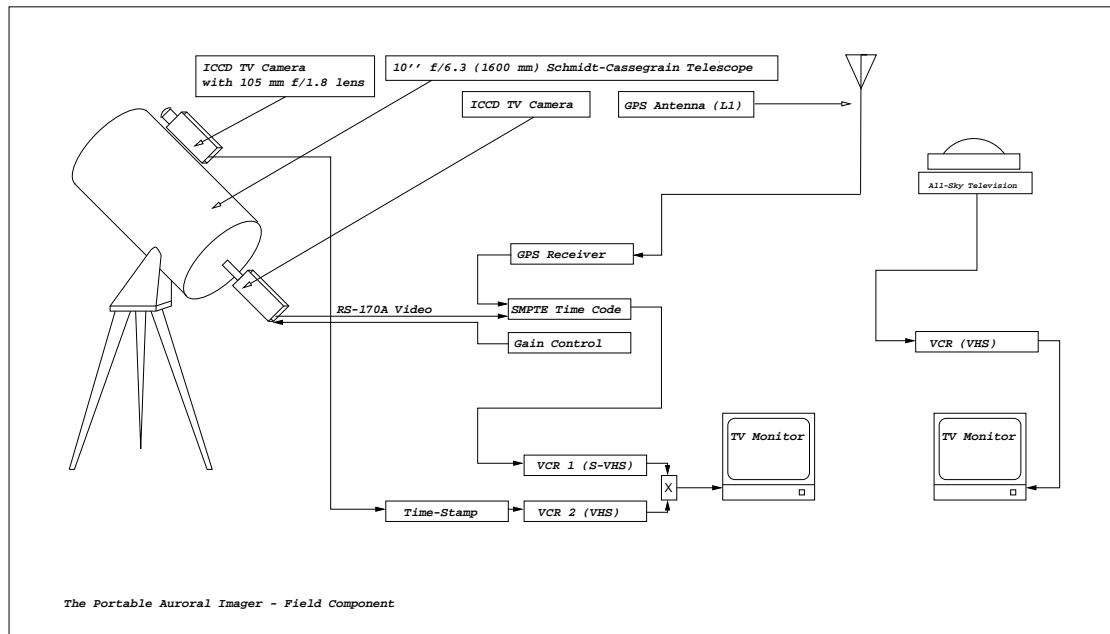 ICCD TV Camera
with 105 mm f/1.8 lens
10'' f/6.3 (1600 mm) Schmidt-Cassegrain Telescope
ICCD TV Camera
GPS Antenna (L1)
All-Sky Television
GPS Receiver
RS-170A Video
SMPTE Time Code
Gain Control
VCR (VHS)
TV Monitor
TV Monitor
VCR 1 (S-VHS)
X
Time-Stamp
VCR 2 (VHS)
The Portable Auroral Imager - Field Component